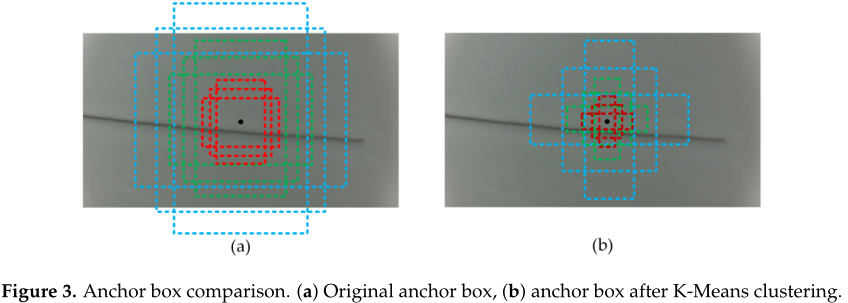 (a)
(b)
Figure 3. Anchor box comparison. (a) Original anchor box, (b) anchor box after K-Means clustering.